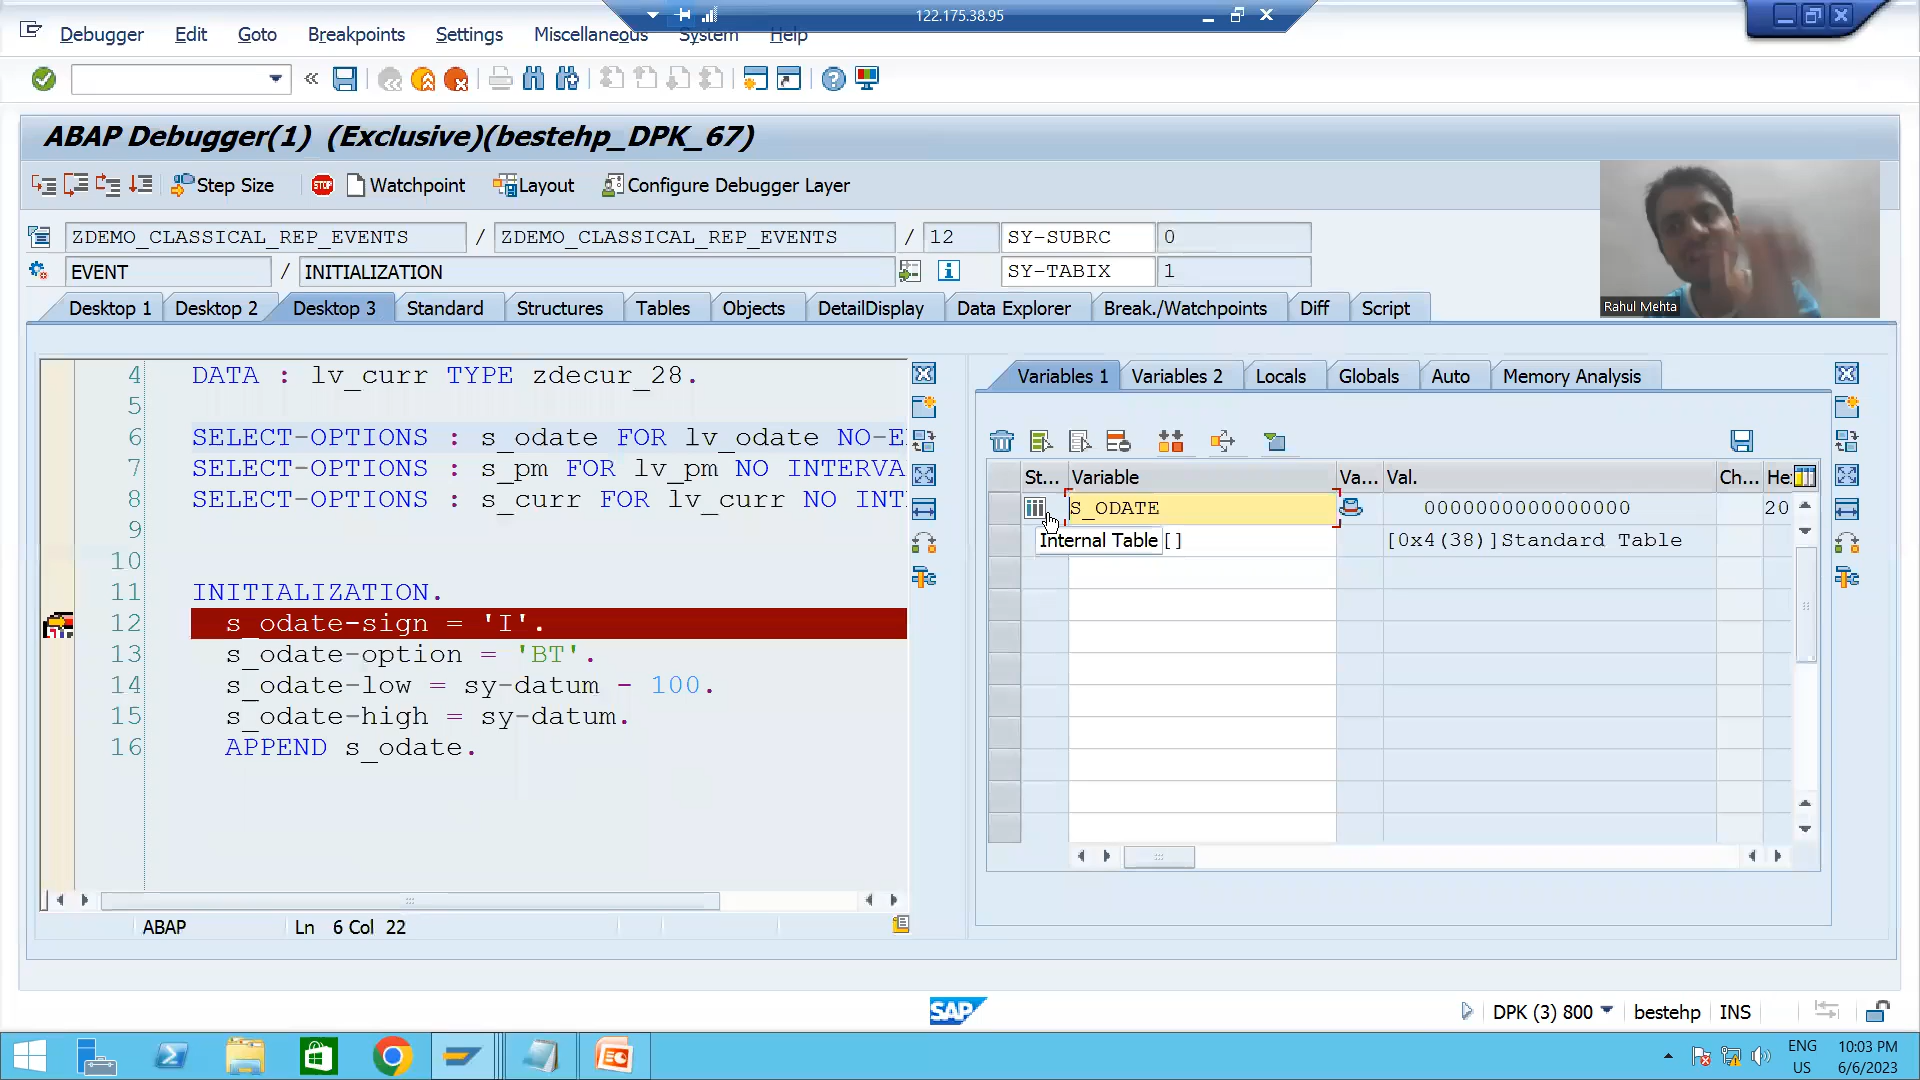 122.175.38.95
Debugger Edit Goto Breakpoints Settings Miscellaneous System Help
ABAP Debugger(1) (Exclusive)(bestehp_DPK_67)
Step Size STOP Watchpoint Layout Configure Debugger Layer
ZDEMO_CLASSICAL_REP_EVENTS / ZDEMO_CLASSICAL_REP_EVENTS / 12 SY-SUBRC 0
EVENT / INITIALIZATION SY-TABIX 1
Rahul Mehta
Desktop 1 Desktop 2 Desktop 3 Standard Structures Tables Objects DetailDisplay Data Explorer Break./Watchpoints Diff Script
4 DATA : lv_curr TYPE zdecur_28.
5
6 SELECT-OPTIONS : s_odate FOR lv_odate NO-E
7 SELECT-OPTIONS : s_pm FOR lv_pm NO INTERVA
8 SELECT-OPTIONS : s_curr FOR lv_curr NO INT
9
10
11 INITIALIZATION.
12 s_odate-sign = 'I'.
13 s_odate-option = 'BT'.
14 s_odate-low = sy-datum - 100.
15 s_odate-high = sy-datum.
16 APPEND s_odate.
ABAP Ln 6 Col 22
Variables 1 Variables 2 Locals Globals Auto Memory Analysis
St... Variable Va... Val. Ch... Hex
S_ODATE 0000000000000000 20
Internal Table [] [0x4(38)]Standard Table
SAP
DPK (3) 800 bestehp INS
ENG 10:03 PM
US 6/6/2023